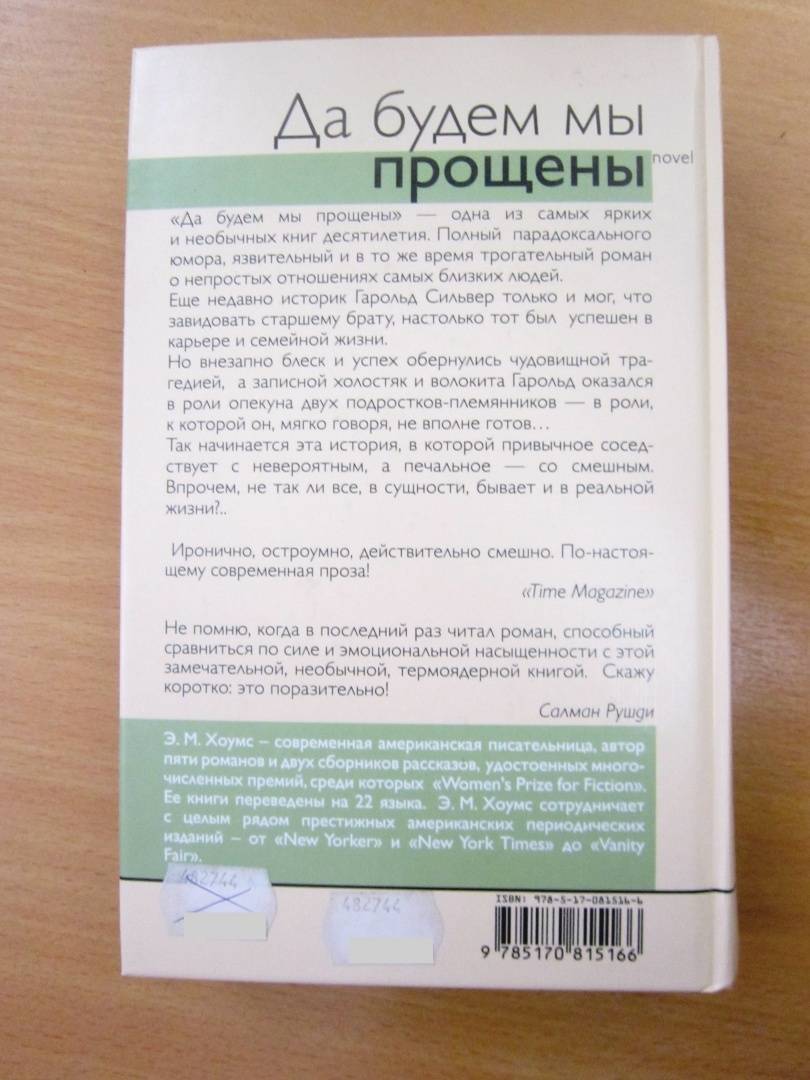 Да будем мы
прощены novel
«Да будем мы прощены» — одна из самых ярких
и необычных книг десятилетия. Полный парадоксального
юмора, язвительный и в то же время трогательный роман
о непростых отношениях самых близких людей.
Еще недавно историк Гарольд Сильвер только и мог, что
завидовать старшему брату, настолько тот был успешен в
карьере и семейной жизни.
Но внезапно блеск и успех обернулись чудовищной тра-
гедией, а записной холостяк и волокита Гарольд оказался
в роли опекуна двух подростков-племянников — в роли,
к которой он, мягко говоря, не вполне готов…
Так начинается эта история, в которой привычное сосед-
ствует с невероятным, а печальное — со смешным.
Впрочем, не так ли все, в сущности, бывает и в реальной
жизни?..
Иронично, остроумно, действительно смешно. По-настоя-
щему современная проза!
«Time Magazine»
Не помню, когда в последний раз читал роман, способный
сравниться по силе и эмоциональной насыщенности с этой
замечательной, необычной, термоядерной книгой. Скажу
коротко: это поразительно!
Салман Рушди
Э. М. Хоумс – современная американская писательница, автор
пяти романов и двух сборников рассказов, удостоенных много-
численных премий, среди которых «Women's Prize for Fiction».
Ее книги переведены на 22 языка. Э. М. Хоумс сотрудничает
с целым рядом престижных американских периодических
изданий – от «New Yorker» и «New York Times» до «Vanity
Fair».
482744
482744
ISBN: 978-5-17-081516-6
9 785170 815166